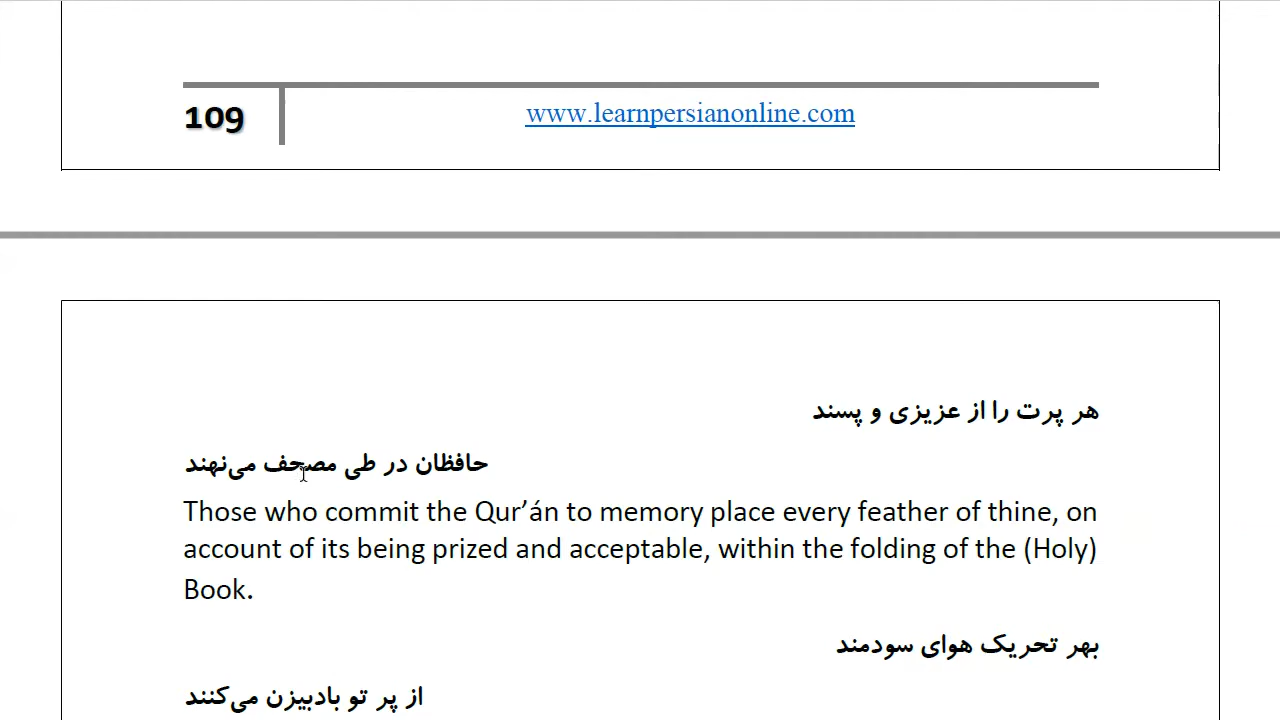 109
www.learnpersianonline.com
هر پرت را از عزیزی و پسند
حافظان در طی مصحف می‌نهند
Those who commit the Qur’án to memory place every feather of thine, on
account of its being prized and acceptable, within the folding of the (Holy)
Book.
بهر تحریک هوای سودمند
از پر تو بادبیزن می‌کنند